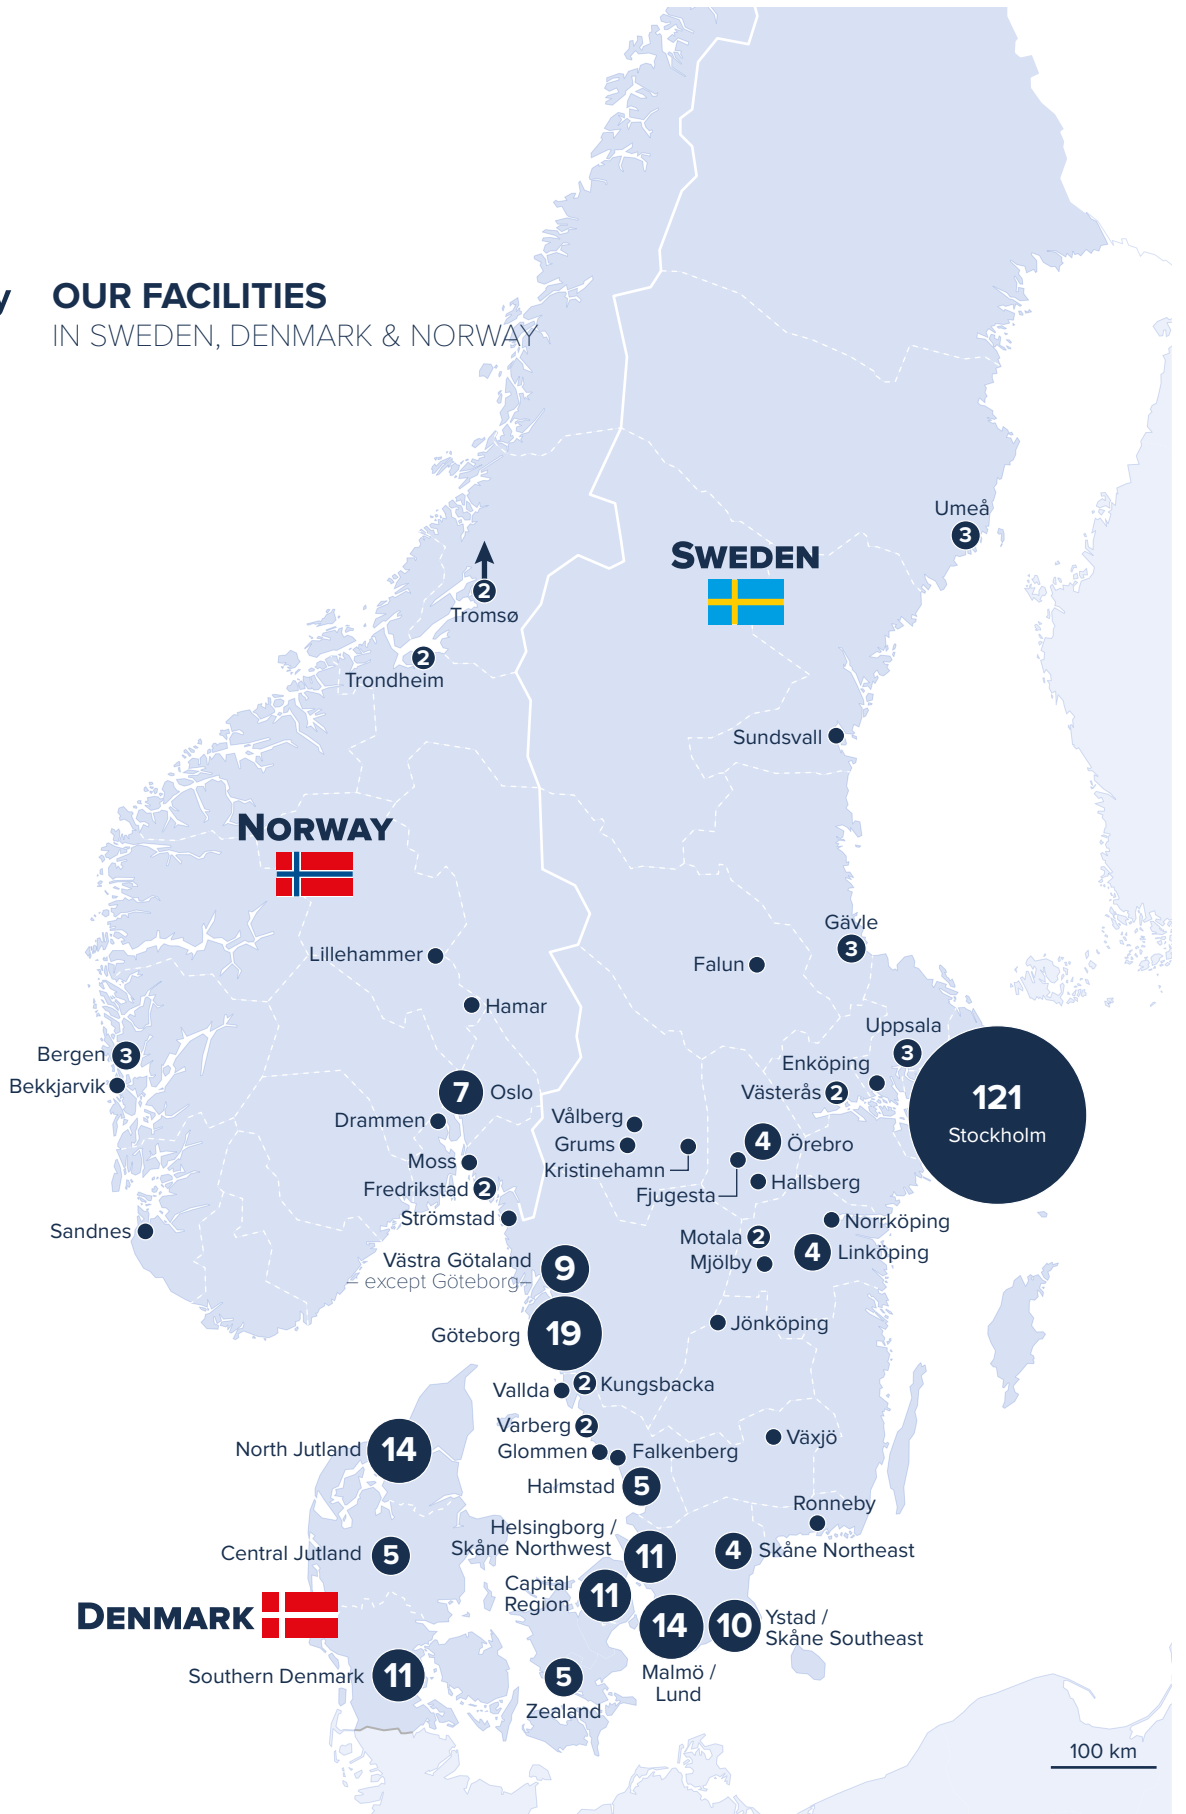 y
OUR FACILITIES
IN SWEDEN, DENMARK & NORWAY
Umeå
3
SWEDEN
2
Tromsø
2
Trondheim
Sundsvall
NORWAY
Gävle
3
Lillehammer
Falun
Hamar
Uppsala
3
Bergen 3
Enköping
Bekkjarvik
7 Oslo
Västerås 2
121
Stockholm
Drammen
Vålberg
Grums
4 Örebro
Moss
Kristinehamn
Fredrikstad 2
Fjugesta
Hallsberg
Strömstad
Sandnes
Norrköping
Motala 2
4 Linköping
Mjölby
Västra Götaland
– except Göteborg–
9
Göteborg 19
Jönköping
Vallda
2 Kungsbacka
Varberg 2
North Jutland 14
Växjö
Glommen
Falkenberg
Halmstad 5
Ronneby
Helsingborg /
Skåne Northwest
11
4 Skåne Northeast
Central Jutland 5
Capital
Region
11
DENMARK
14
10
Ystad /
Skåne Southeast
Malmö /
Lund
Southern Denmark 11
5
Zealand
100 km